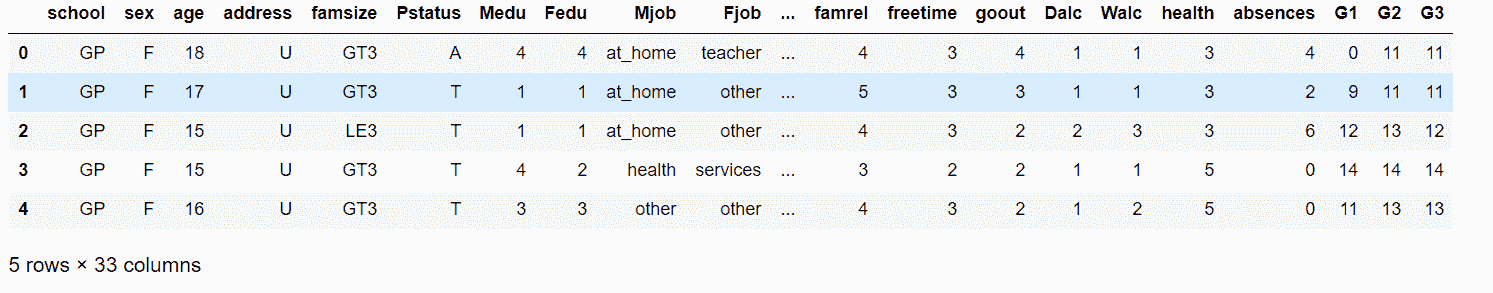 school sex age address famsize Pstatus Medu Fedu Mjob Fjob ... famrel freetime goout Dalc Walc health absences G1 G2 G3
0 GP F 18 U GT3 A 4 4 at_home teacher ... 4 3 4 1 1 3 4 0 11 11
1 GP F 17 U GT3 T 1 1 at_home other ... 5 3 3 1 1 3 2 9 11 11
2 GP F 15 U LE3 T 1 1 at_home other ... 4 3 2 2 3 3 6 12 13 12
3 GP F 15 U GT3 T 4 2 health services ... 3 2 2 1 1 5 0 14 14 14
4 GP F 16 U GT3 T 3 3 other other ... 4 3 2 1 2 5 0 11 13 13
5 rows × 33 columns